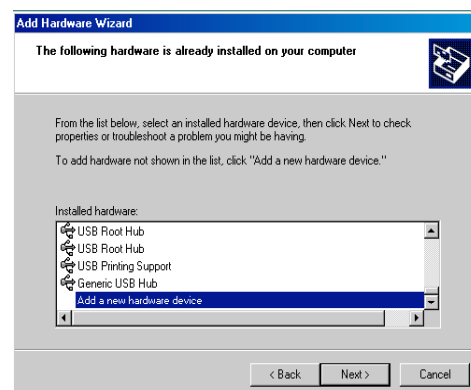 Add Hardware Wizard
The following hardware is already installed on your computer
From the list below, select an installed hardware device, then click Next to check
properties or troubleshoot a problem you might be having.
To add hardware not shown in the list, click "Add a new hardware device."
Installed hardware:
USB Root Hub
USB Root Hub
USB Printing Support
Generic USB Hub
Add a new hardware device
< Back
Next >
Cancel